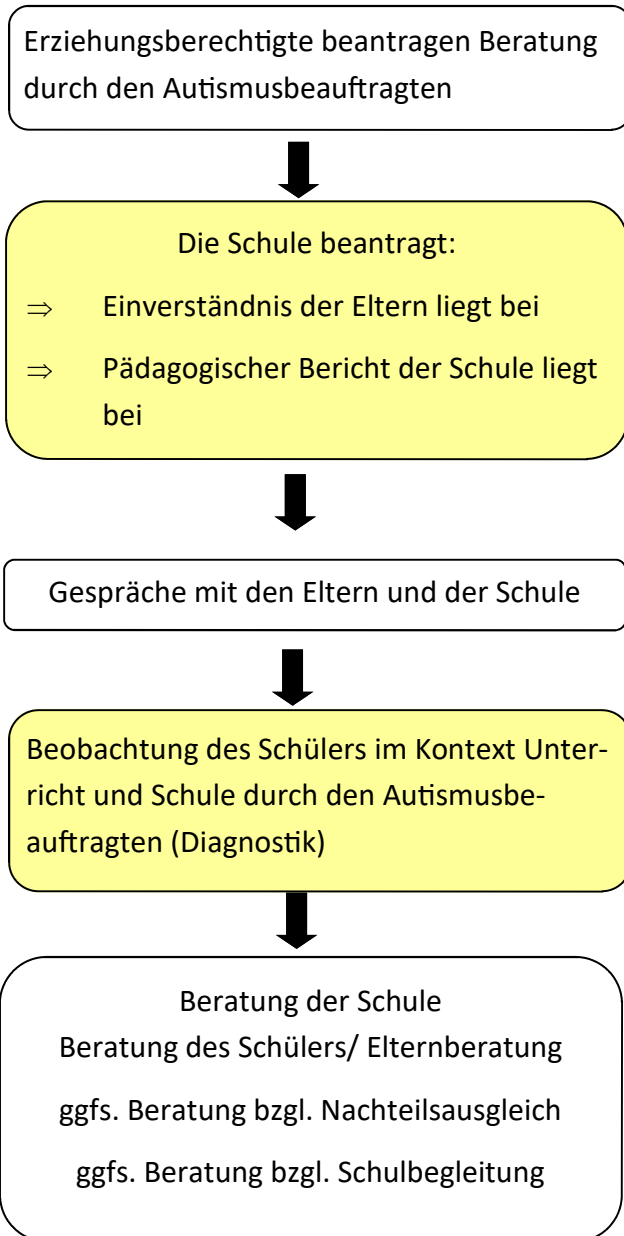 Erziehungsberechtigte beantragen Beratung
durch den Autismusbeauftragten
Die Schule beantragt:
⇒ Einverständnis der Eltern liegt bei
⇒ Pädagogischer Bericht der Schule liegt
bei
Gespräche mit den Eltern und der Schule
Beobachtung des Schülers im Kontext Unter-
richt und Schule durch den Autismusbe-
auftragten (Diagnostik)
Beratung der Schule
Beratung des Schülers/ Elternberatung
ggfs. Beratung bzgl. Nachteilsausgleich
ggfs. Beratung bzgl. Schulbegleitung